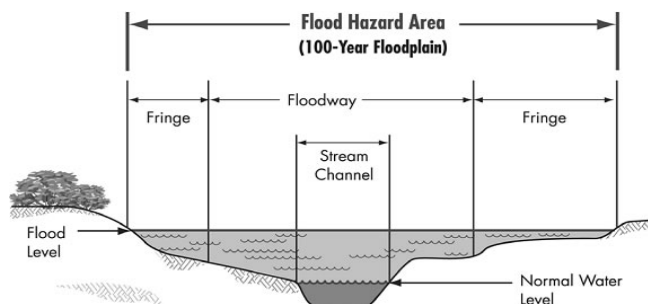 Flood Hazard Area
(100-Year Floodplain)
Fringe
Floodway
Fringe
Stream
Channel
Flood
Level
Normal Water
Level